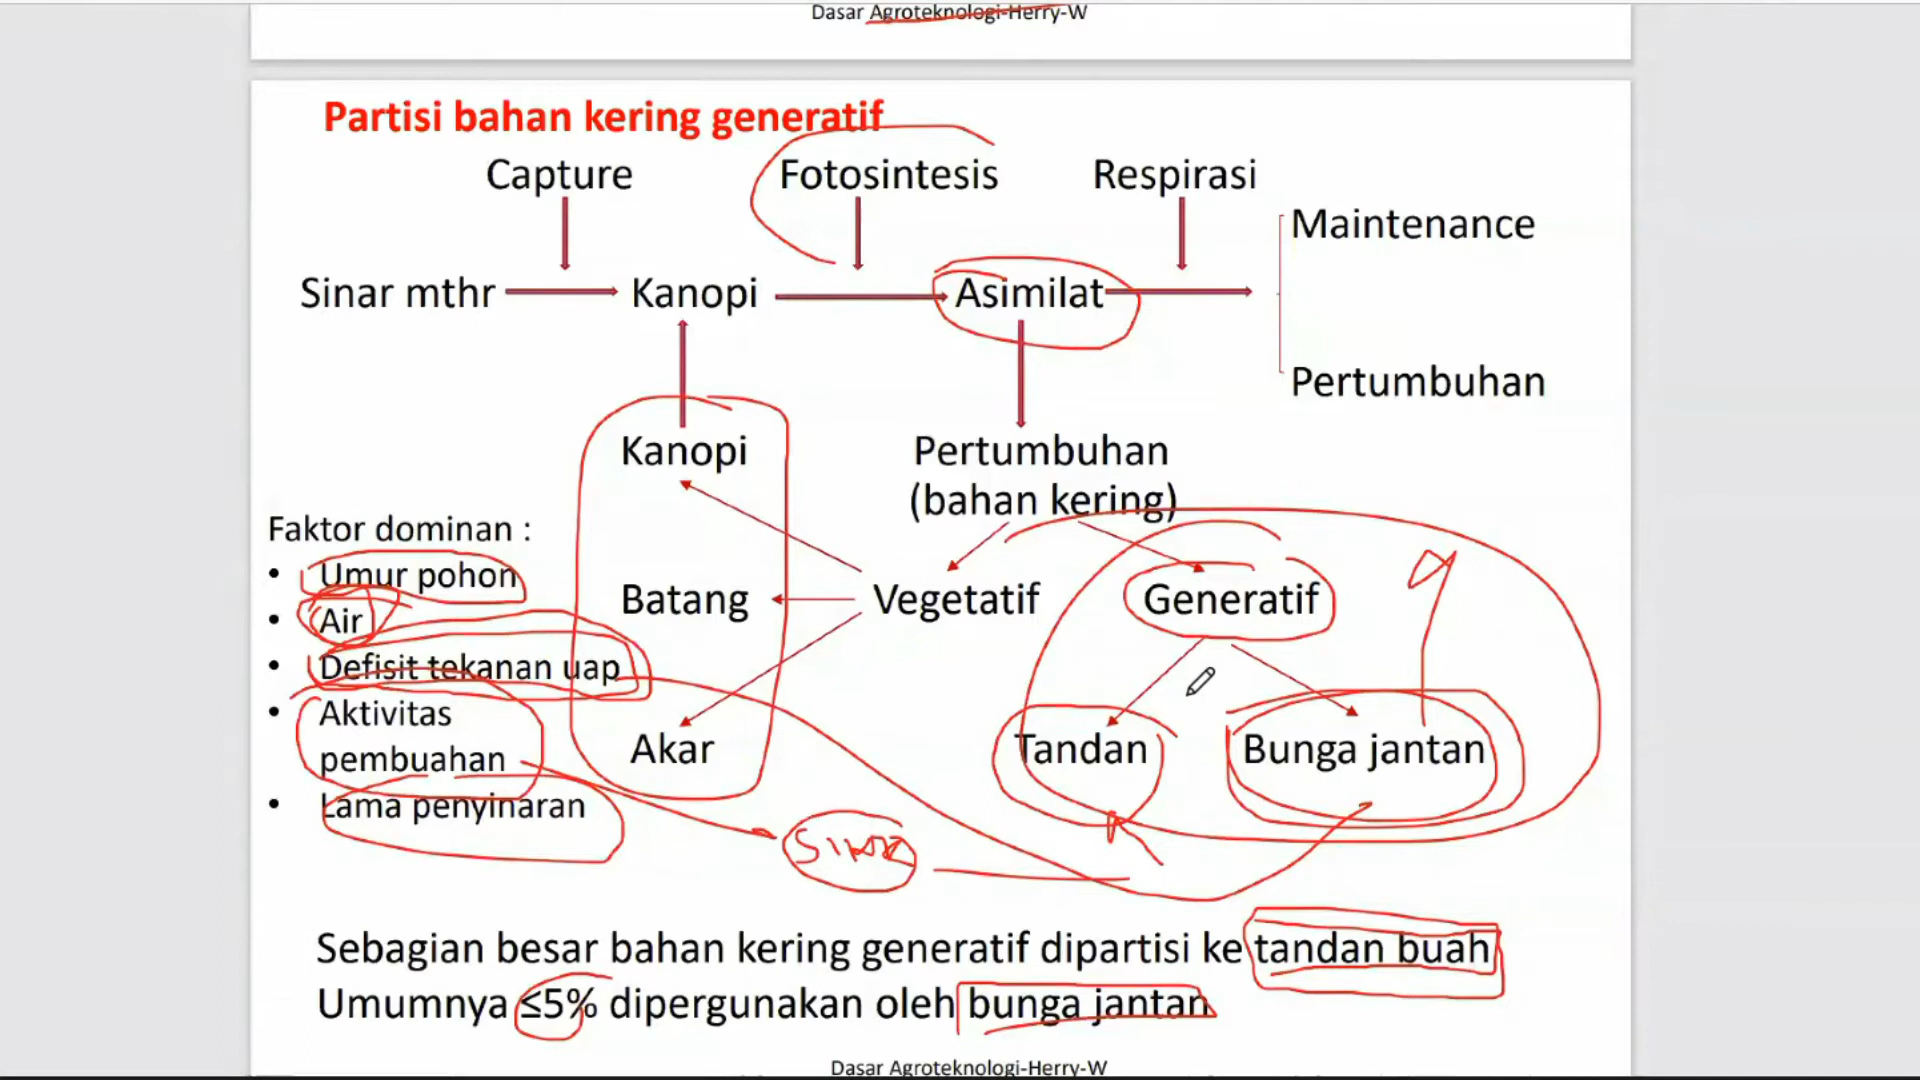 Dasar Agroteknologi-Herry-W
Partisi bahan kering generatif
Capture
Fotosintesis
Respirasi
Maintenance
Sinar mthr
Kanopi
Asimilat
Pertumbuhan
Kanopi
Pertumbuhan
(bahan kering)
Faktor dominan :
• Umur pohon
• Air
• Defisit tekanan uap
• Aktivitas
pembuahan
• Lama penyinaran
Batang
Vegetatif
Generatif
Akar
Tandan
Bunga jantan
Sebagian besar bahan kering generatif dipartisi ke tandan buah
Umumnya ≤5% dipergunakan oleh bunga jantan
Dasar Agroteknologi-Herry-W